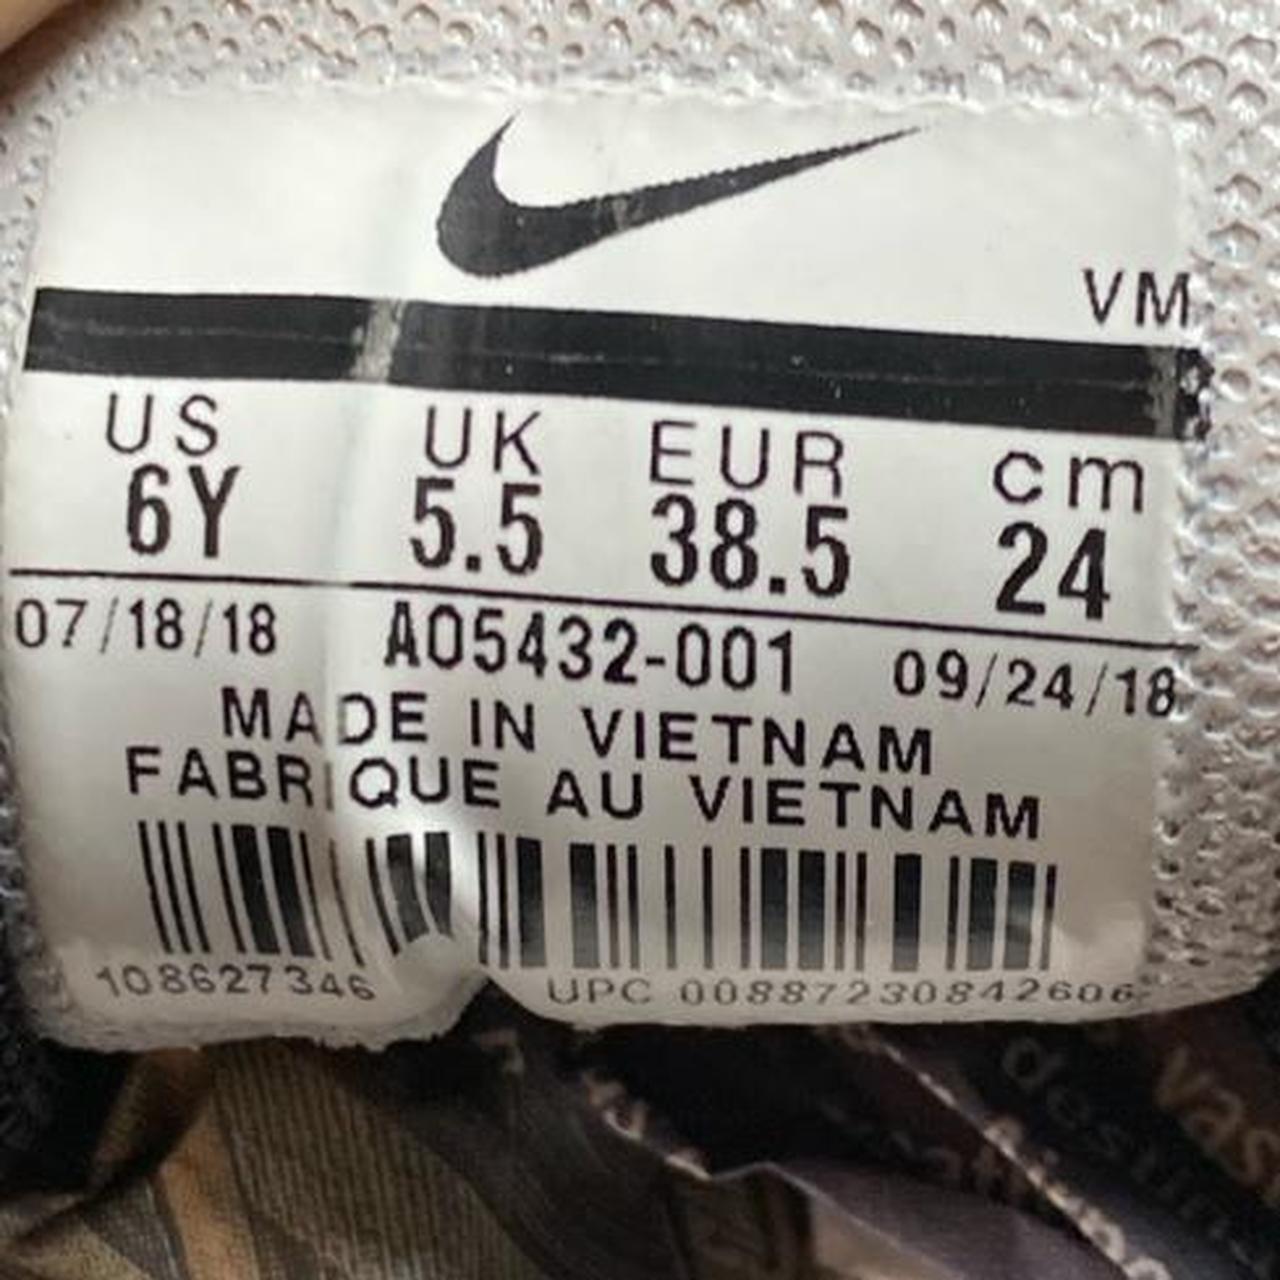 VM
US UK EUR cm
6Y 5.5 38.5 24
07/18/18 AO5432-001 09/24/18
MADE IN VIETNAM
FABRIQUE AU VIETNAM
108627346 UPC 00887230842606